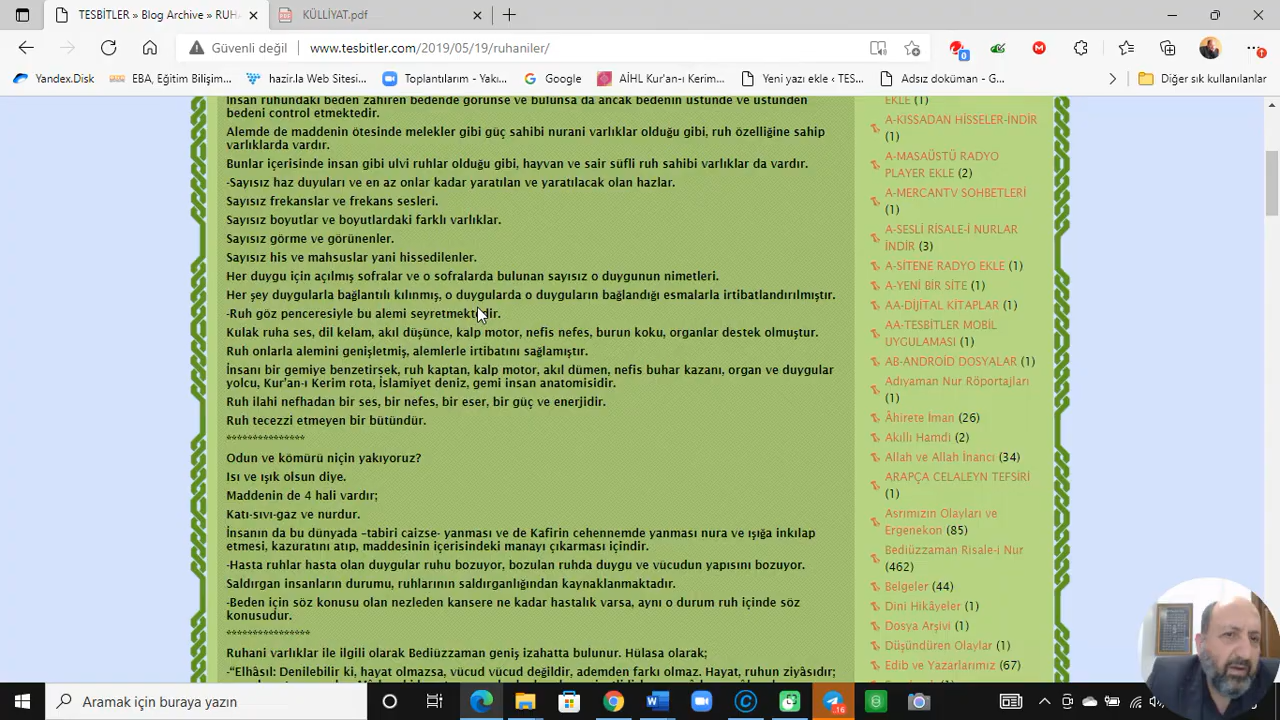 TESBİTLER » Blog Archive » RUHA
KÜLLİYAT.pdf
Güvenli değil
www.tesbitler.com/2019/05/19/ruhaniler/
0
Yandex.Disk
EBA, Eğitim Bilişim...
hazir.la Web Sitesi...
Toplantılarım - Yakı...
Google
AİHL Kur'an-ı Kerim...
Yeni yazı ekle ‹ TES...
Adsız doküman - G...
Diğer sık kullanılanlar
İnsan ruhundaki beden zahiren bedende görünse ve bulunsa da ancak bedenin üstünde ve üstünden
bedeni control etmektedir.
Alemde de maddenin ötesinde melekler gibi güç sahibi nurani varlıklar olduğu gibi, ruh özelliğine sahip
varlıklarda vardır.
Bunlar içerisinde insan gibi ulvi ruhlar olduğu gibi, hayvan ve sair süfli ruh sahibi varlıklar da vardır.
-Sayısız haz duyuları ve en az onlar kadar yaratılan ve yaratılacak olan hazlar.
Sayısız frekanslar ve frekans sesleri.
Sayısız boyutlar ve boyutlardaki farklı varlıklar.
Sayısız görme ve görünenler.
Sayısız his ve mahsuslar yani hissedilenler.
Her duygu için açılmış sofralar ve o sofralarda bulunan sayısız o duygunun nimetleri.
Her şey duygularla bağlantılı kılınmış, o duygularda o duyguların bağlandığı esmalarla irtibatlandırılmıştır.
-Ruh göz penceresiyle bu alemi seyretmektedir.
Kulak ruha ses, dil kelam, akıl düşünce, kalp motor, nefis nefes, burun koku, organlar destek olmuştur.
Ruh onlarla alemini genişletmiş, alemlerle irtibatını sağlamıştır.
İnsanı bir gemiye benzetirsek, ruh kaptan, kalp motor, akıl dümen, nefis buhar kazanı, organ ve duygular
yolcu, Kur'an-ı Kerim rota, İslamiyet deniz, gemi insan anatomisidir.
Ruh ilahi nefhadan bir ses, bir nefes, bir eser, bir güç ve enerjidir.
Ruh tecezzi etmeyen bir bütündür.
***************
Odun ve kömürü niçin yakıyoruz?
Isı ve ışık olsun diye.
Maddenin de 4 hali vardır;
Katı-sıvı-gaz ve nurdur.
İnsanın da bu dünyada –tabiri caizse- yanması ve de Kafirin cehennemde yanması nura ve ışığa inkılap
etmesi, kazuratını atıp, maddesinin içerisindeki manayı çıkarması içindir.
-Hasta ruhlar hasta olan duygular ruhu bozuyor, bozulan ruhda duygu ve vücudun yapısını bozuyor.
Saldırgan insanların durumu, ruhlarının saldırganlığından kaynaklanmaktadır.
-Beden için söz konusu olan nezleden kansere ne kadar hastalık varsa, aynı o durum ruh içinde söz
konusudur.
****************
Ruhani varlıklar ile ilgili olarak Bediüzzaman geniş izahatta bulunur. Hülasa olarak;
-"Elhâsıl: Denilebilir ki, hayat olmazsa, vücud vücud değildir, ademden farkı olmaz. Hayat, ruhun ziyâsıdır;
EKLE (1)
A-KISSADAN HİSSELER-İNDİR
(1)
A-MASAÜSTÜ RADYO
PLAYER EKLE (2)
A-MERCANTV SOHBETLERİ
(1)
A-SESLİ RİSALE-İ NURLAR
İNDİR (3)
A-SİTENE RADYO EKLE (1)
A-YENİ BİR SİTE (1)
AA-DİJİTAL KİTAPLAR (1)
AA-TESBİTLER MOBİL
UYGULAMASI (1)
AB-ANDROİD DOSYALAR (1)
Adıyaman Nur Röportajları
(1)
Âhirete İman (26)
Akıllı Hamdi (2)
Allah ve Allah İnancı (34)
ARAPÇA CELALEYN TEFSİRİ
(1)
Asrımızın Olayları ve
Ergenekon (85)
Bediüzzaman Risale-i Nur
(462)
Belgeler (44)
Dini Hikâyeler (1)
Dosya Arşivi (1)
Düşündüren Olaylar (1)
Edib ve Yazarlarımız (67)
Aramak için buraya yazın
16